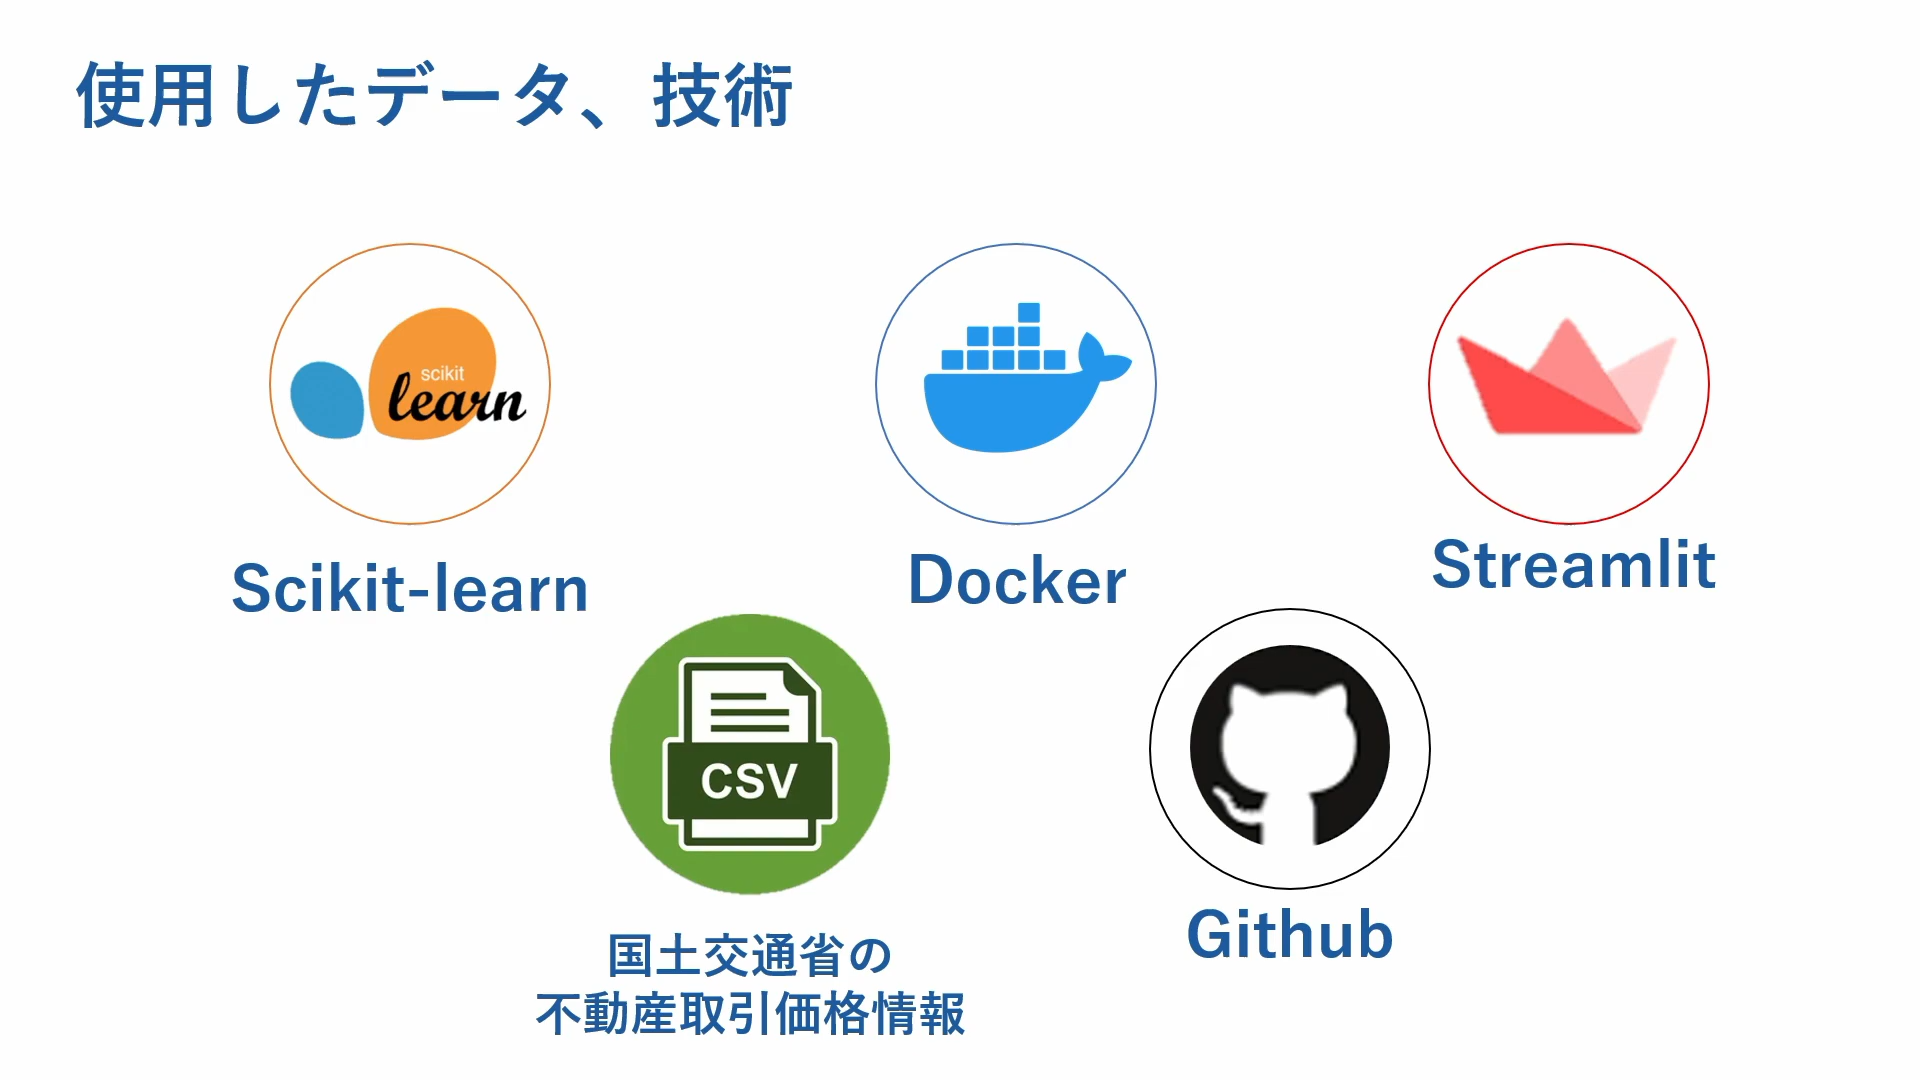 使用したデータ、技術
scikit
learn
Scikit-learn
Docker
Streamlit
CSV
国土交通省の
不動産取引価格情報
Github